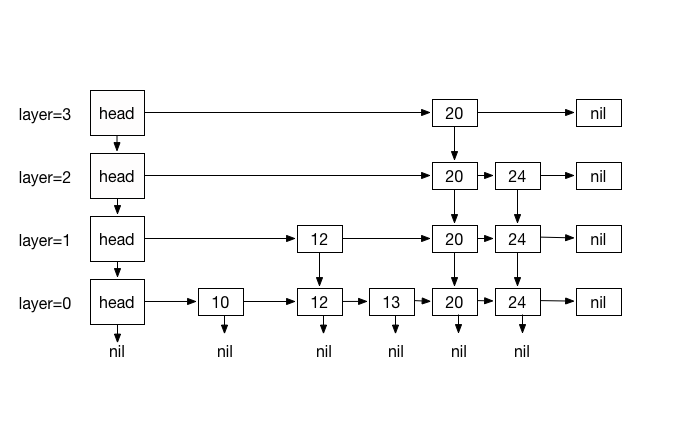 layer=3 head 20 nil
layer=2 head 20 24 nil
layer=1 head 12 20 24 nil
layer=0 head 10 12 13 20 24 nil
nil nil nil nil nil nil